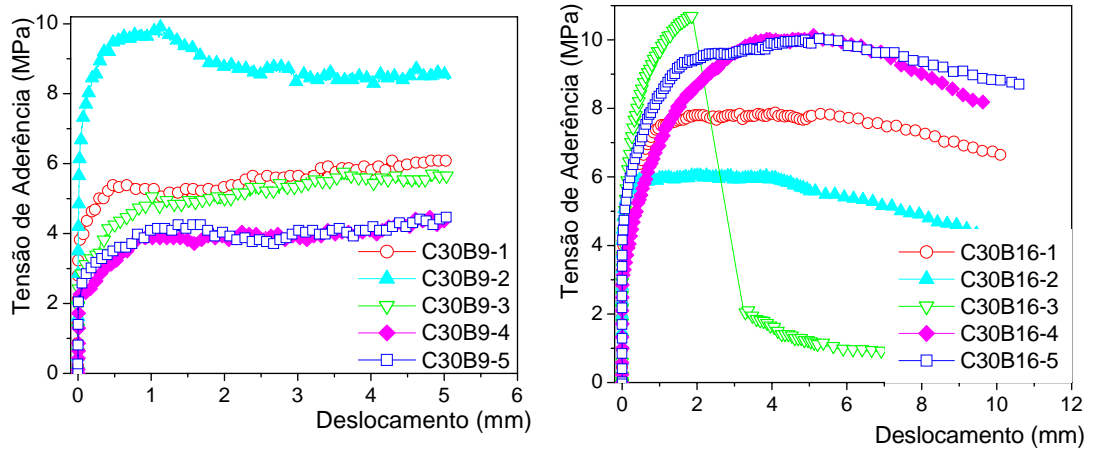 Tensão de Aderência (MPa)
10
8
6
4
2
0
0
1
2
3
4
5
6
Deslocamento (mm)
C30B9-1
C30B9-2
C30B9-3
C30B9-4
C30B9-5
Tensão de Aderência (MPa)
10
8
6
4
2
0
0
2
4
6
8
10
12
Deslocamento (mm)
C30B16-1
C30B16-2
C30B16-3
C30B16-4
C30B16-5